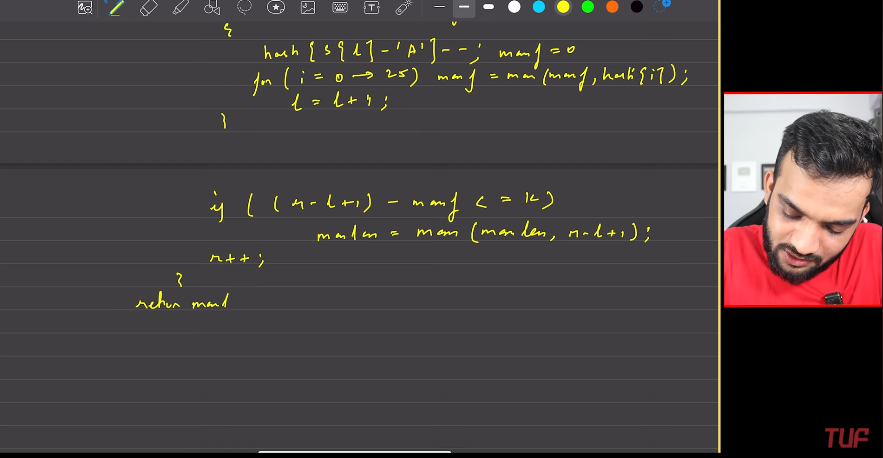 {
hash[s[l] - 'A']--; maxf = 0
for (i = 0 → 25) maxf = max(maxf, hash[i]);
l = l+1;
}
if ( (r-l+1) - maxf <= k)
maxlen = max(maxlen, r-l+1);
r++;
}
return maxl
TUF